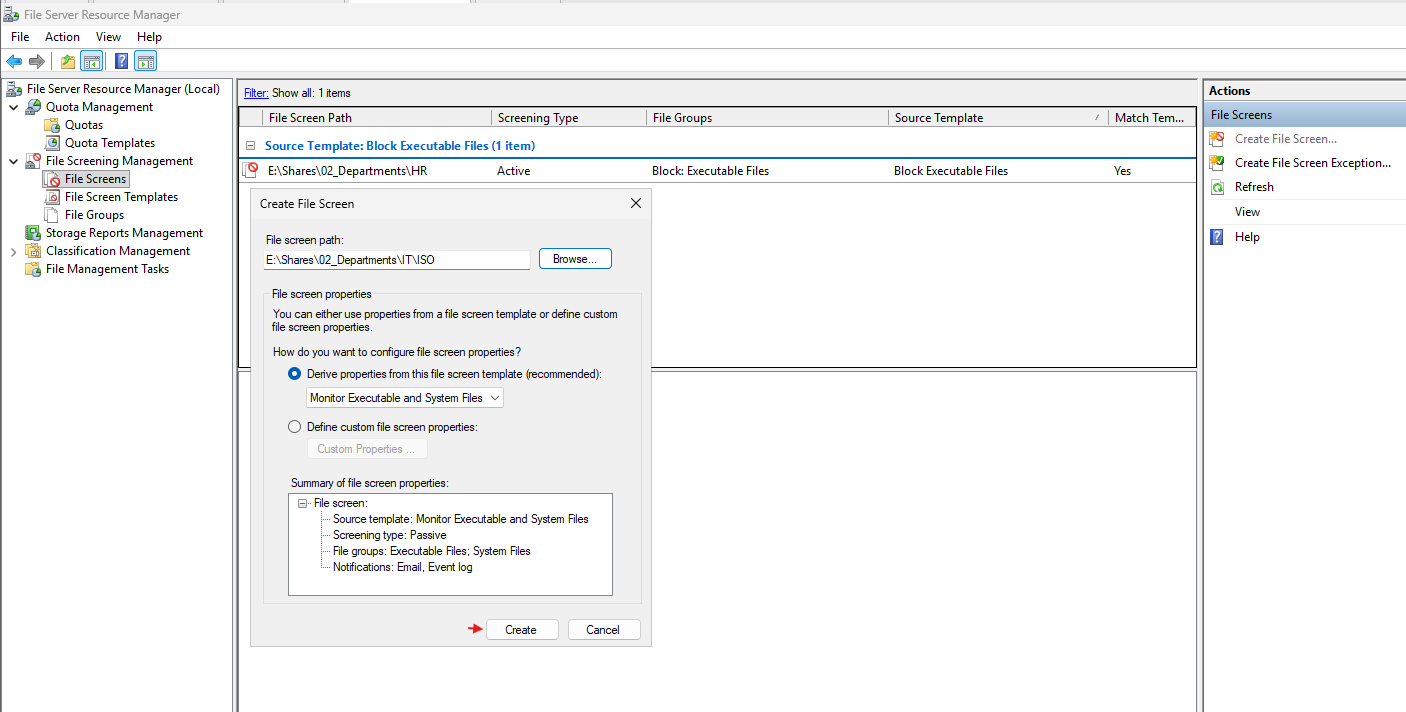 File Server Resource Manager
File Action View Help
File Server Resource Manager (Local)
Quota Management
Quotas
Quota Templates
File Screening Management
File Screens
File Screen Templates
File Groups
Storage Reports Management
Classification Management
File Management Tasks
Filter: Show all: 1 items
File Screen Path Screening Type File Groups Source Template Match Tem...
Source Template: Block Executable Files (1 item)
E:\Shares\02_Departments\HR Active Block: Executable Files Block Executable Files Yes
Create File Screen
File screen path:
E:\Shares\02_Departments\IT\ISO Browse...
File screen properties
You can either use properties from a file screen template or define custom
file screen properties.
How do you want to configure file screen properties?
Derive properties from this file screen template (recommended):
Monitor Executable and System Files
Define custom file screen properties:
Custom Properties ...
Summary of file screen properties:
File screen:
Source template: Monitor Executable and System Files
Screening type: Passive
File groups: Executable Files; System Files
Notifications: Email, Event log
Create Cancel
Actions
File Screens
Create File Screen...
Create File Screen Exception...
Refresh
View
Help